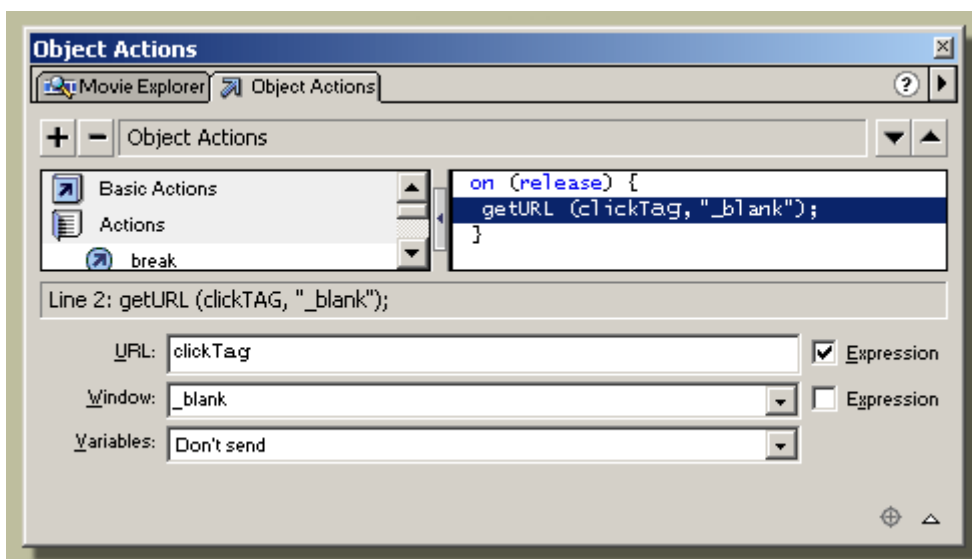 Object Actions
Movie Explorer Object Actions ?
+ - Object Actions
Basic Actions
Actions
break
on (release) {
getURL (clickTag, "_blank");
}
Line 2: getURL (clickTAG, "_blank");
URL: clickTag Expression
Window: _blank Expression
Variables: Don't send